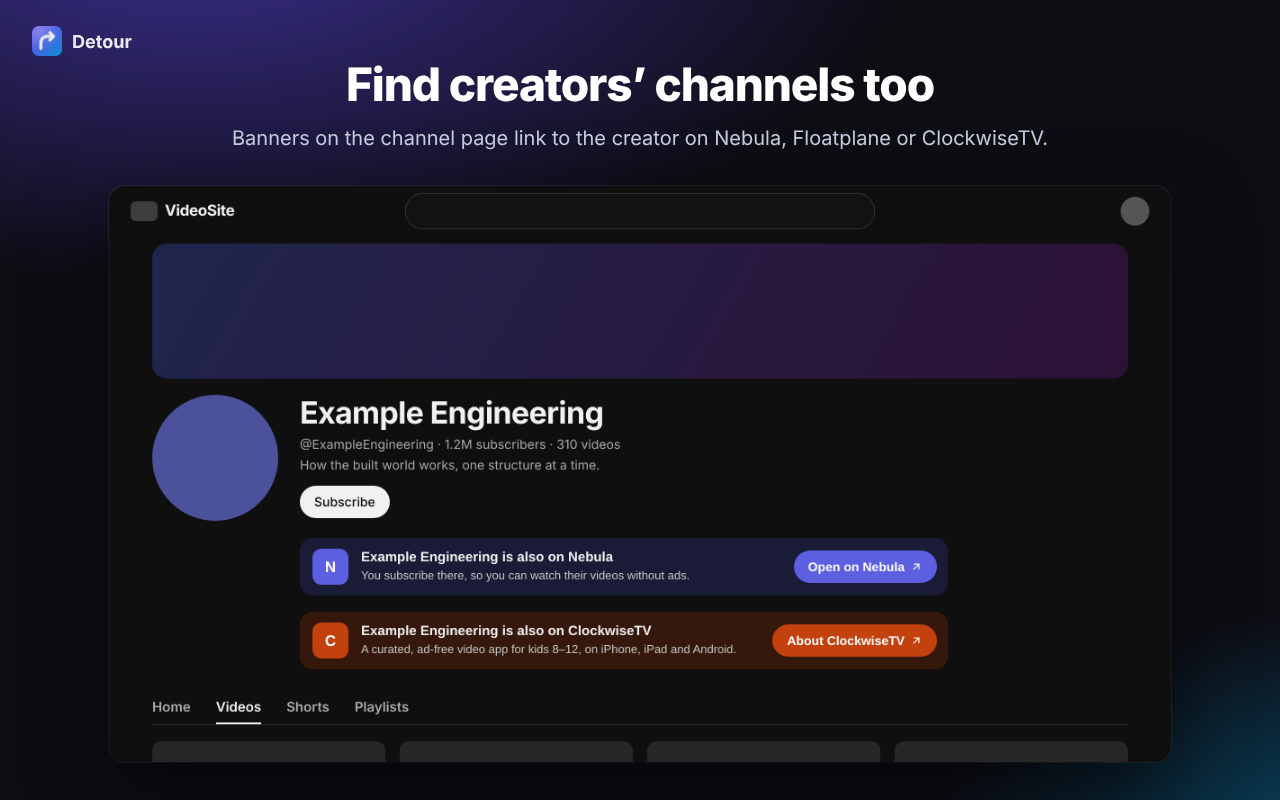 Detour
Find creators’ channels too
Banners on the channel page link to the creator on Nebula, Floatplane or ClockwiseTV.
VideoSite
Example Engineering
@ExampleEngineering · 1.2M subscribers · 310 videos
How the built world works, one structure at a time.
Subscribe
N
Example Engineering is also on Nebula
You subscribe there, so you can watch their videos without ads.
Open on Nebula ↗
C
Example Engineering is also on ClockwiseTV
A curated, ad-free video app for kids 8–12, on iPhone, iPad and Android.
About ClockwiseTV ↗
Home Videos Shorts Playlists